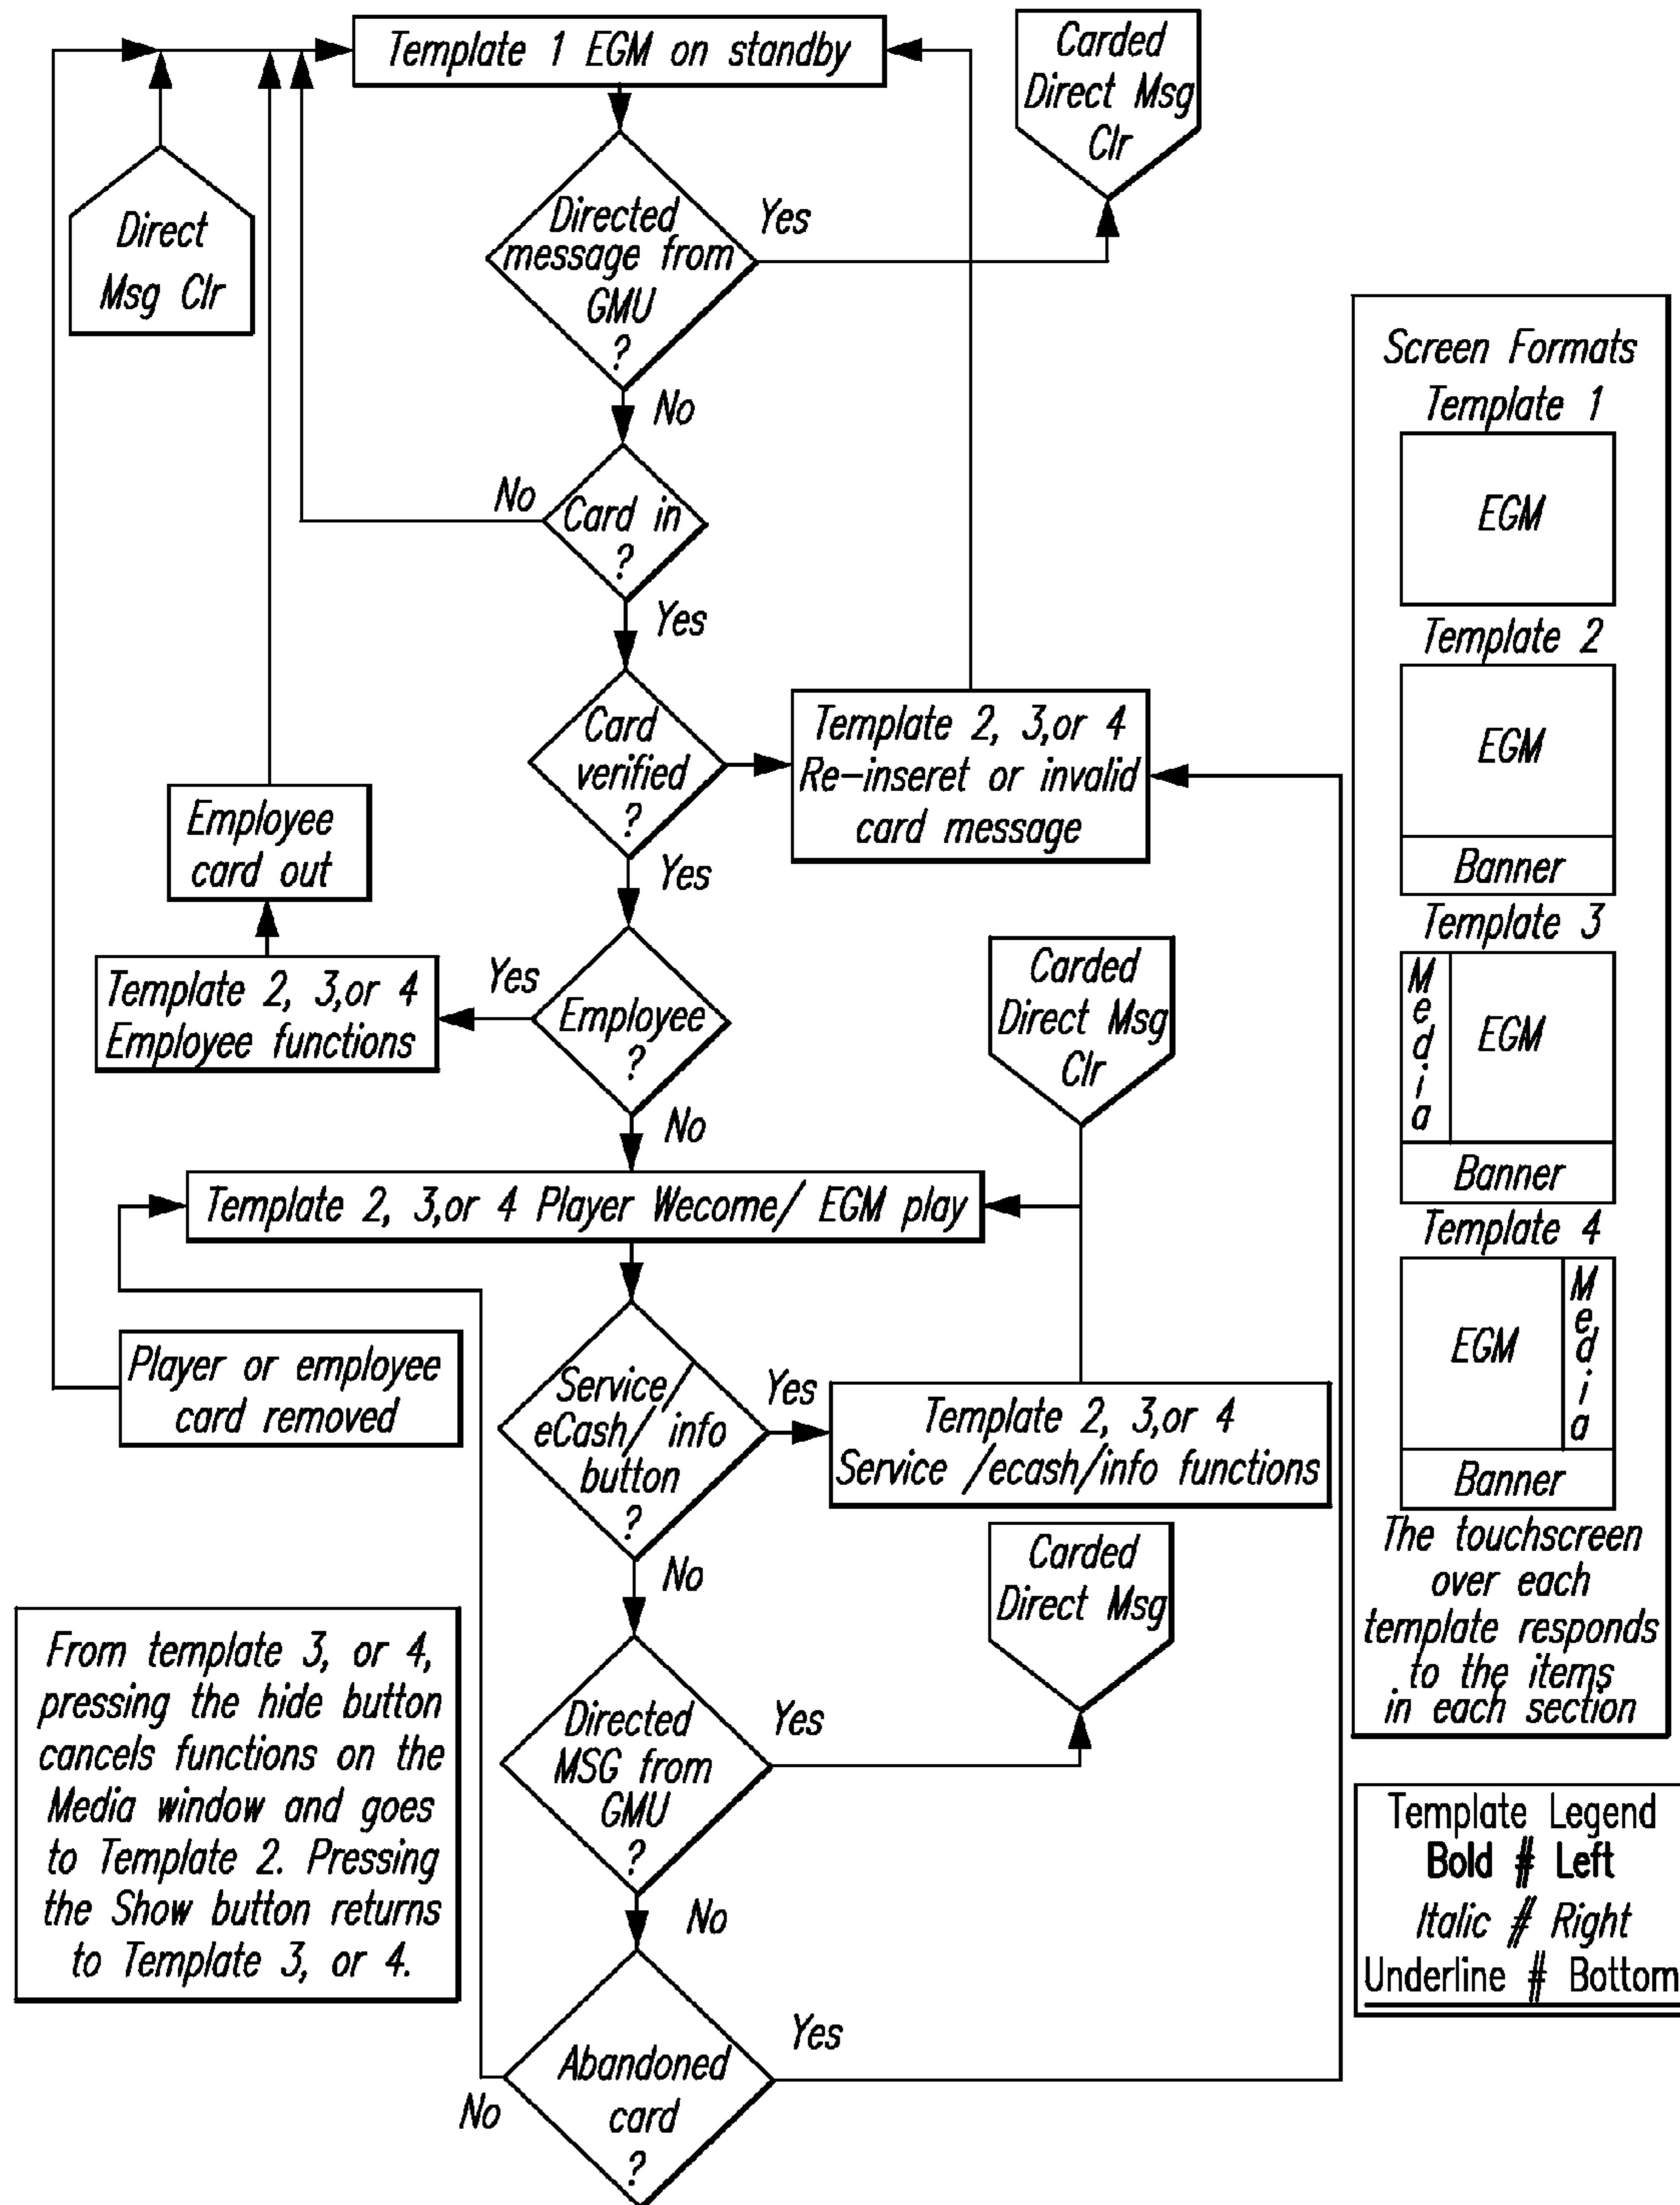 Template 1 EGM on standby
Carded
Direct Msg
Clr
Direct
Msg Clr
Directed
message from
GMU
?
Yes
No
Card in
?
No
Yes
Card
verified
?
Yes
Template 2, 3,or 4
Re-inseret or invalid
card message
Employee
card out
Template 2, 3,or 4
Employee functions
Yes
Employee
?
No
Carded
Direct Msg
Clr
Template 2, 3,or 4 Player Wecome/ EGM play
Player or employee
card removed
Service/
eCash/ info
button
?
Yes
Template 2, 3,or 4
Service /ecash/info functions
No
Carded
Direct Msg
Directed
MSG from
GMU
?
Yes
No
Abandoned
card
?
Yes
No
From template 3, or 4,
pressing the hide button
cancels functions on the
Media window and goes
to Template 2. Pressing
the Show button returns
to Template 3, or 4.
Screen Formats
Template 1
EGM
Template 2
EGM
Banner
Template 3
Media
EGM
Banner
Template 4
EGM
Media
Banner
The touchscreen
over each
template responds
to the items
in each section
Template Legend
Bold # Left
Italic # Right
Underline # Bottom